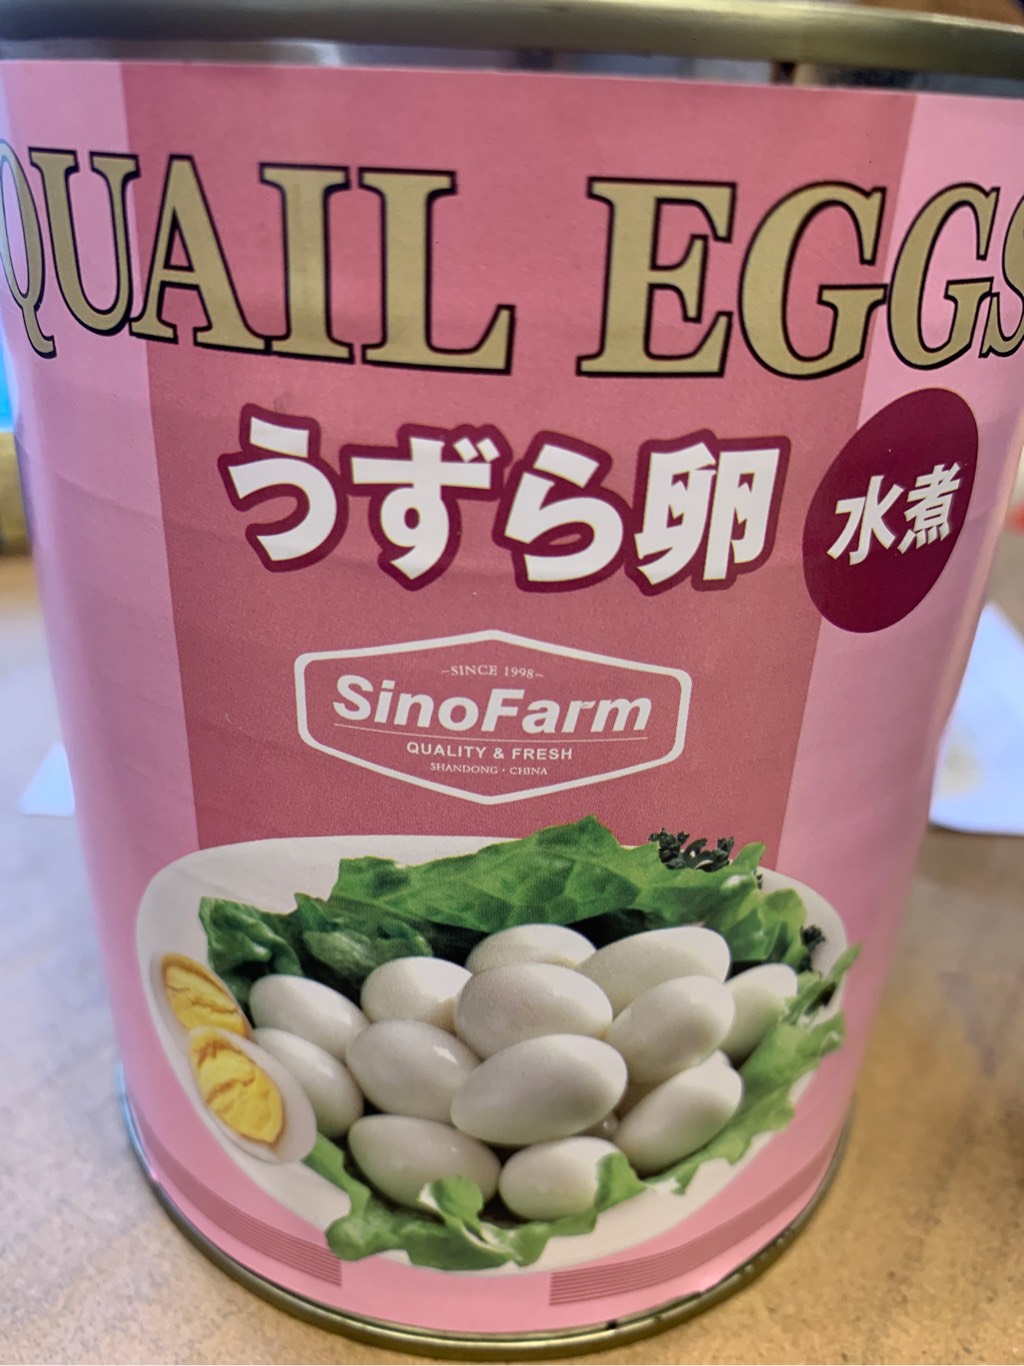 QUAIL EGGS
うずら卵
水煮
-SINCE 1998-
SinoFarm
QUALITY & FRESH
SHANDONG · CHINA